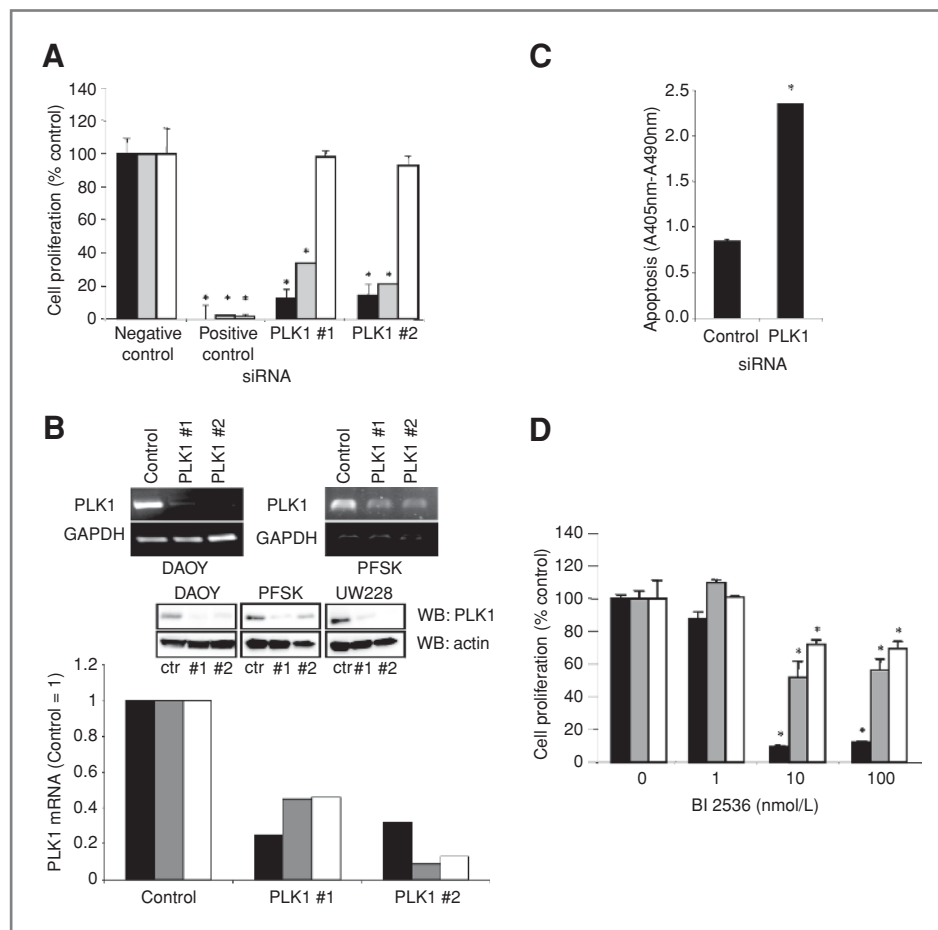 A
Cell proliferation (% control)
140
120
100
80
60
40
20
0
* * *
* *
* *
Negative control
Positive control
PLK1 #1
PLK1 #2
siRNA
B
Control
PLK1 #1
PLK1 #2
PLK1
GAPDH
DAOY
Control
PLK1 #1
PLK1 #2
PLK1
GAPDH
PFSK
DAOY
PFSK
UW228
WB: PLK1
WB: actin
ctr #1 #2
ctr #1 #2
ctr #1 #2
PLK1 mRNA (Control = 1)
1.2
1
0.8
0.6
0.4
0.2
0
Control
PLK1 #1
PLK1 #2
C
Apoptosis (A405nm-A490nm)
2.5
2.0
1.5
1.0
0.5
0.0
*
Control
PLK1
siRNA
D
Cell proliferation (% control)
140
120
100
80
60
40
20
0
* * *
* * *
0
1
10
100
BI 2536 (nmol/L)